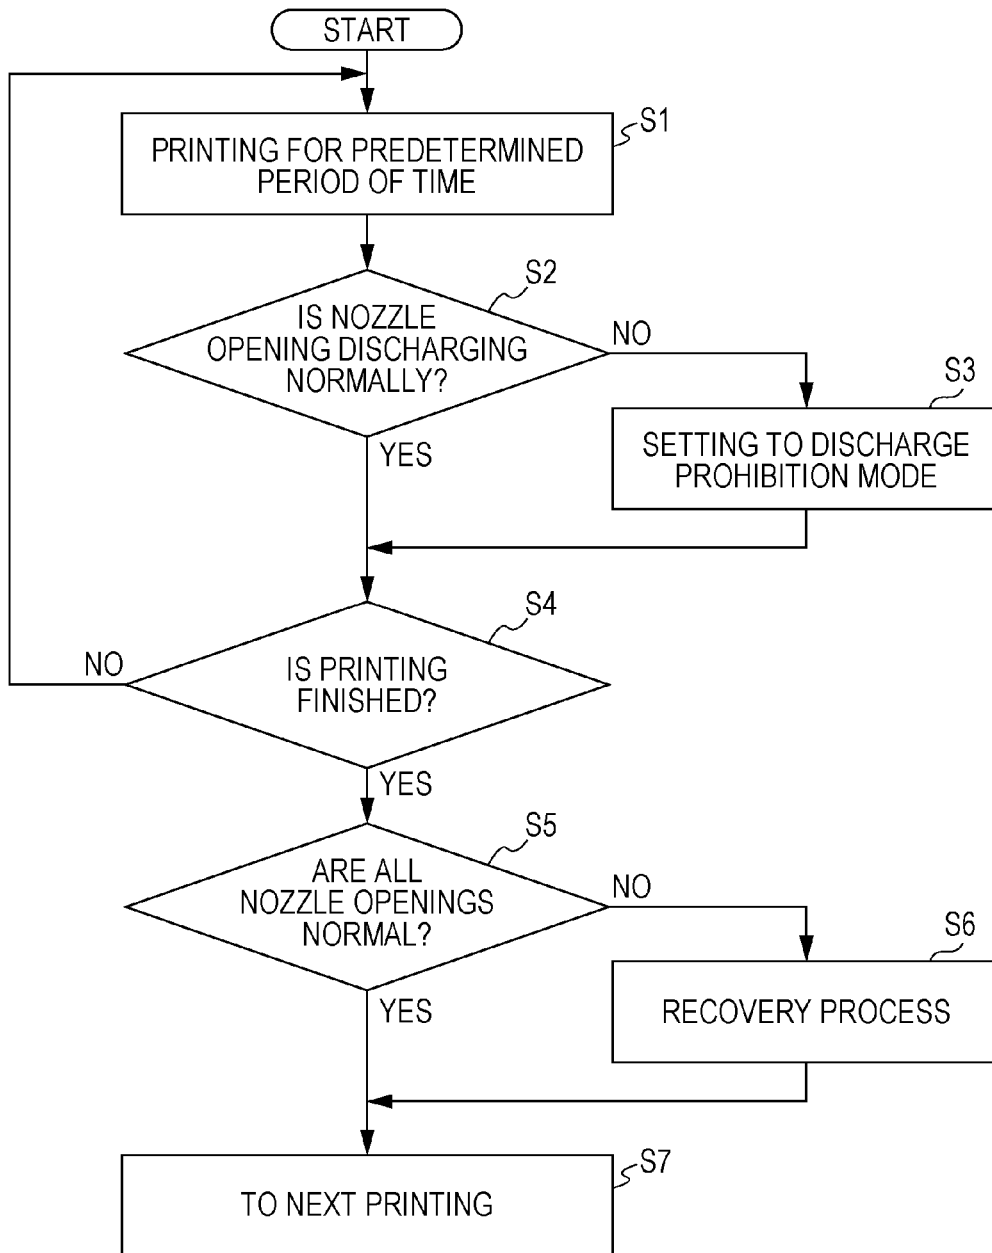 START
S1
PRINTING FOR PREDETERMINED
PERIOD OF TIME
S2
IS NOZZLE
OPENING DISCHARGING
NORMALLY?
NO
YES
S3
SETTING TO DISCHARGE
PROHIBITION MODE
S4
IS PRINTING
FINISHED?
NO
YES
S5
ARE ALL
NOZZLE OPENINGS
NORMAL?
NO
YES
S6
RECOVERY PROCESS
S7
TO NEXT PRINTING